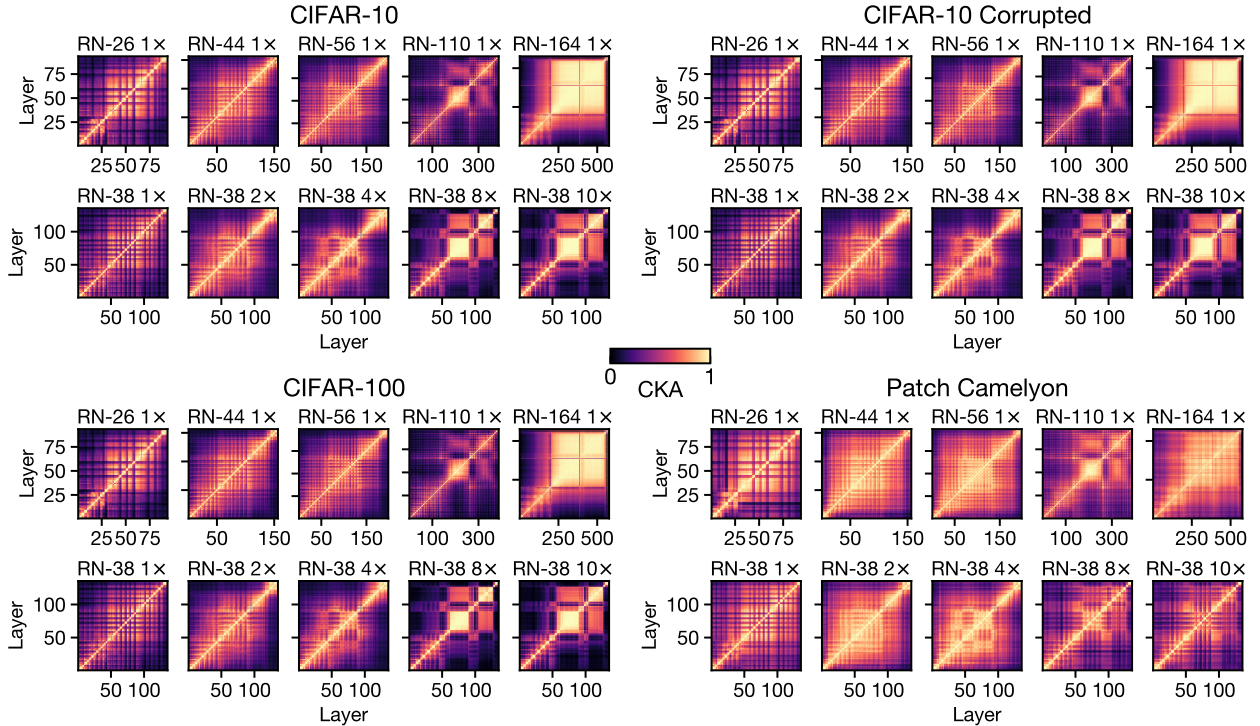 CIFAR-10
RN-26 1× RN-44 1× RN-56 1× RN-110 1× RN-164 1×
Layer
75
50
25
25 50 75 50 150 50 150 100 300 250 500
RN-38 1× RN-38 2× RN-38 4× RN-38 8× RN-38 10×
Layer
100
50
50 100 50 100 50 100 50 100 50 100
Layer
CIFAR-10 Corrupted
RN-26 1× RN-44 1× RN-56 1× RN-110 1× RN-164 1×
Layer
75
50
25
25 50 75 50 150 50 150 100 300 250 500
RN-38 1× RN-38 2× RN-38 4× RN-38 8× RN-38 10×
Layer
100
50
50 100 50 100 50 100 50 100 50 100
Layer
0 1
CKA
CIFAR-100
RN-26 1× RN-44 1× RN-56 1× RN-110 1× RN-164 1×
Layer
75
50
25
25 50 75 50 150 50 150 100 300 250 500
RN-38 1× RN-38 2× RN-38 4× RN-38 8× RN-38 10×
Layer
100
50
50 100 50 100 50 100 50 100 50 100
Layer
Patch Camelyon
RN-26 1× RN-44 1× RN-56 1× RN-110 1× RN-164 1×
Layer
75
50
25
25 50 75 50 150 50 150 100 300 250 500
RN-38 1× RN-38 2× RN-38 4× RN-38 8× RN-38 10×
Layer
100
50
50 100 50 100 50 100 50 100 50 100
Layer